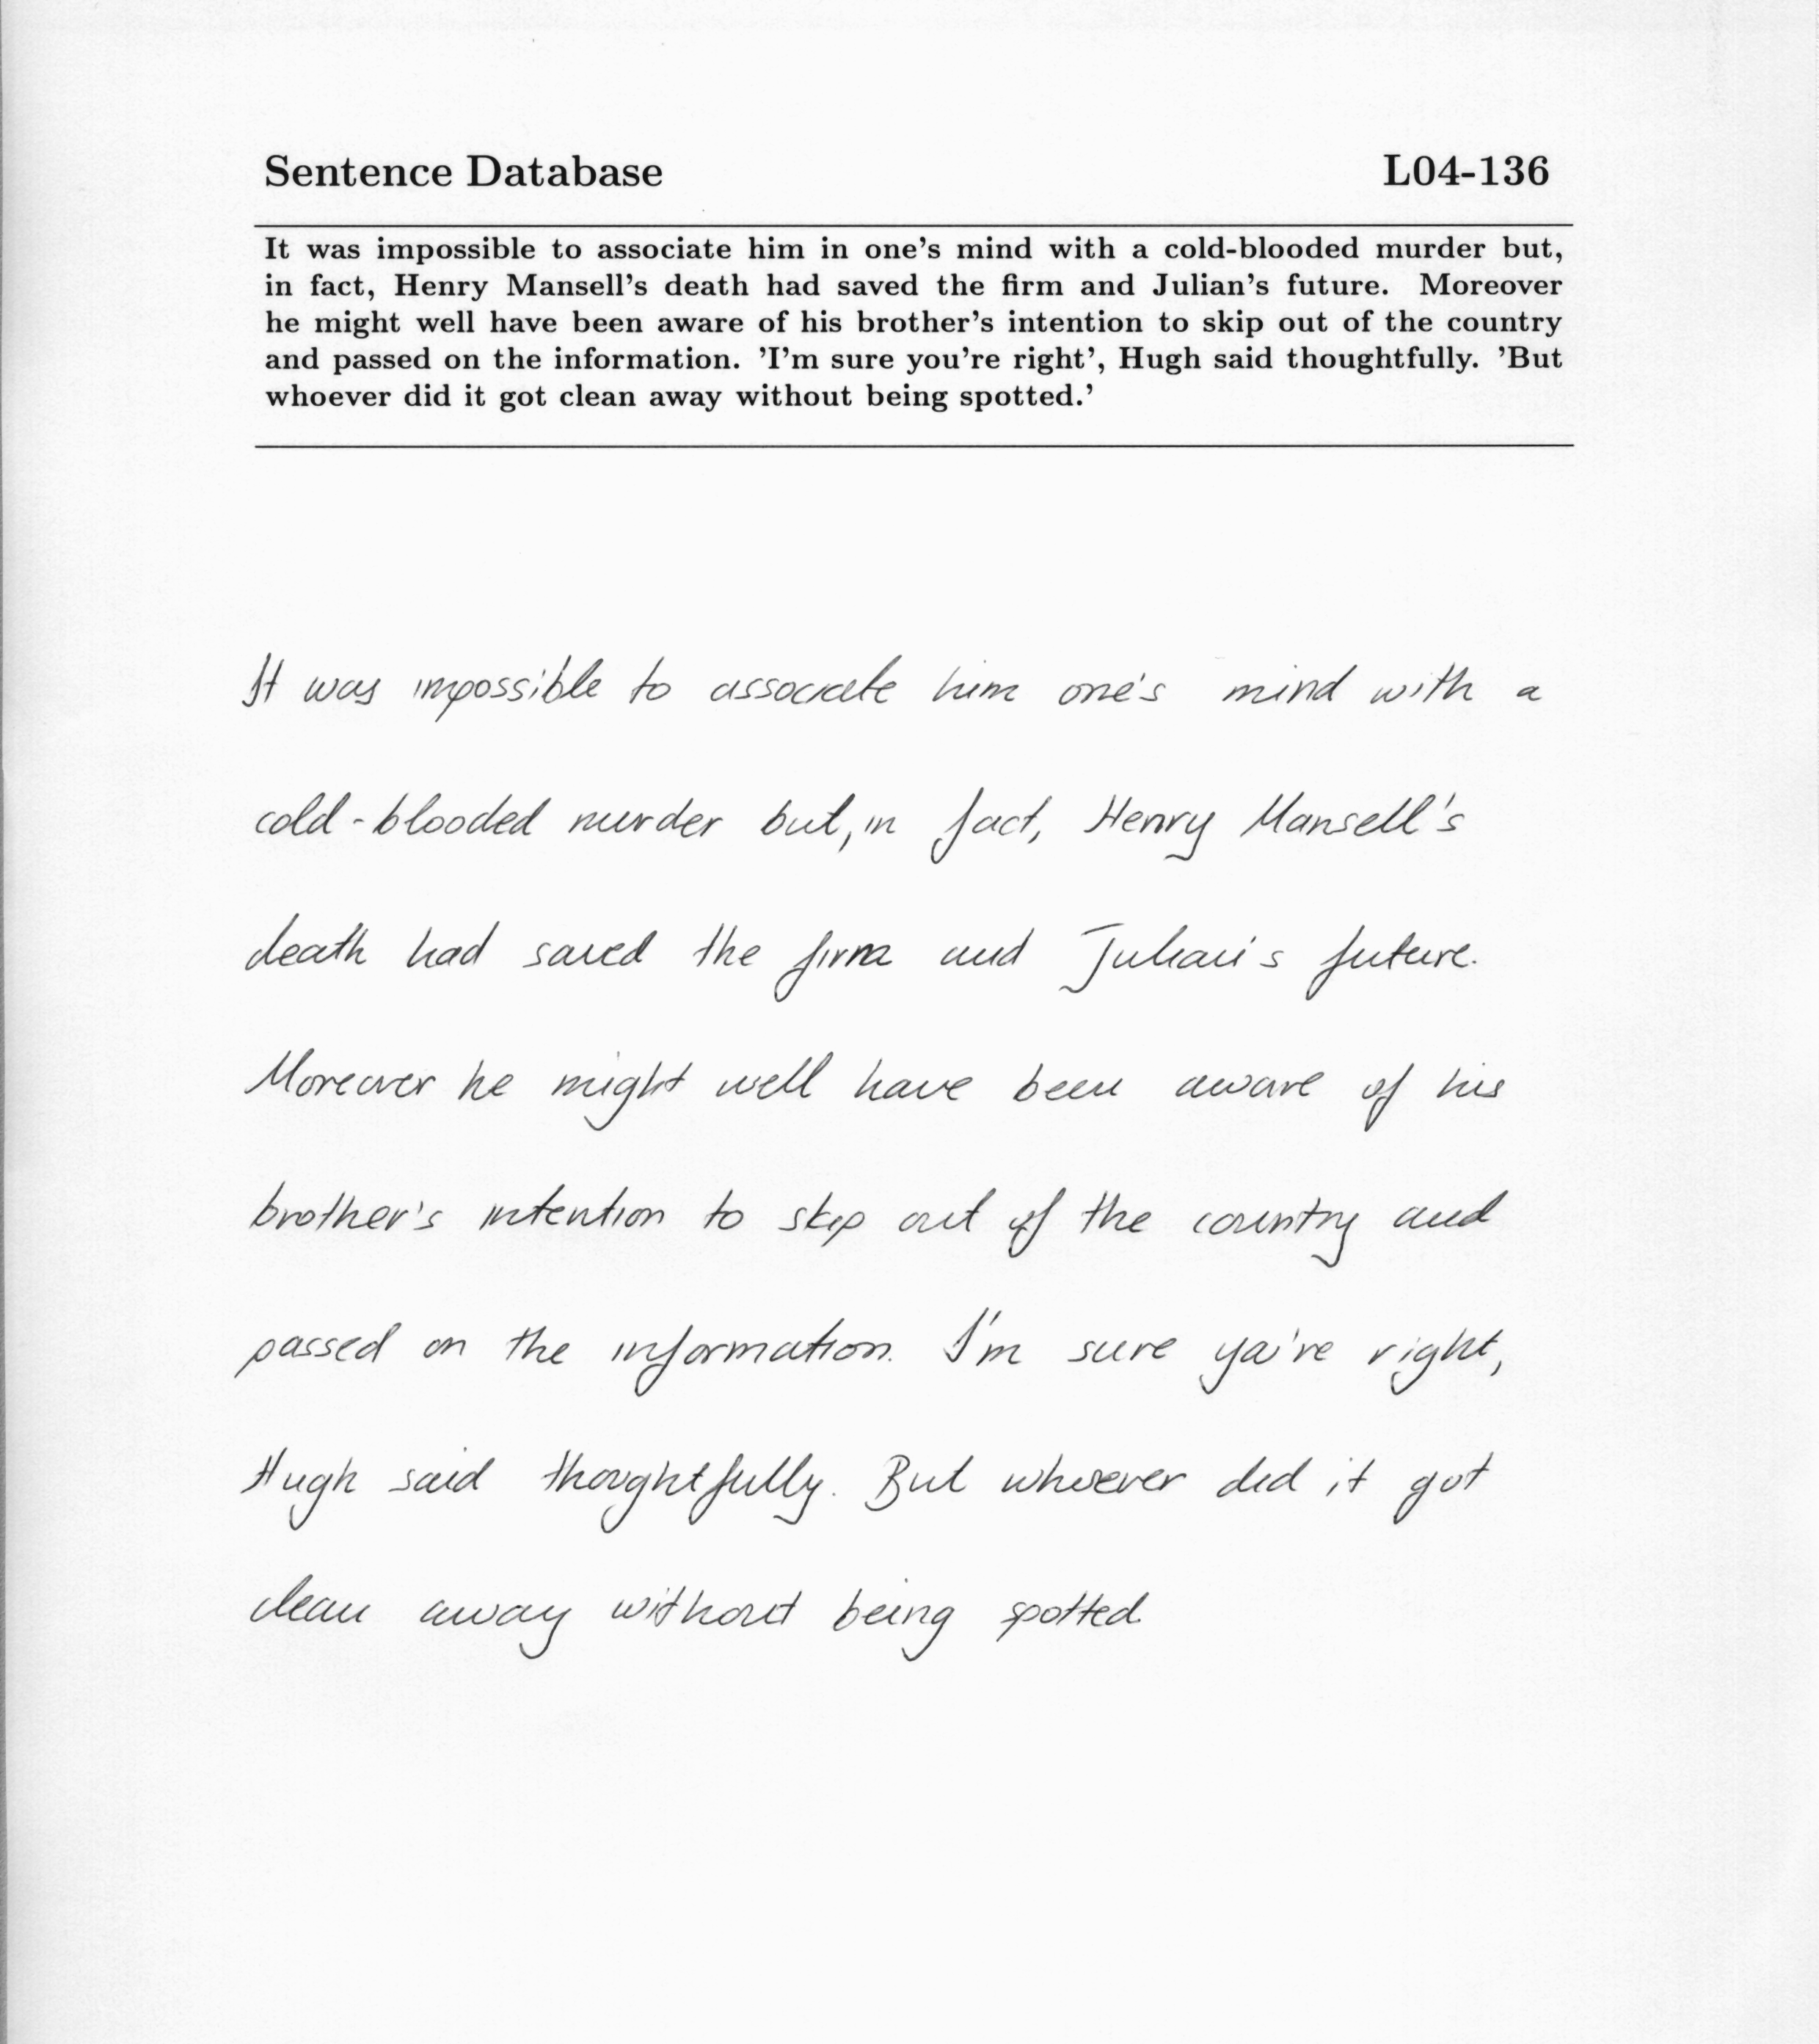 Sentence Database L04-136
It was impossible to associate him in one's mind with a cold-blooded murder but,
in fact, Henry Mansell's death had saved the firm and Julian's future. Moreover
he might well have been aware of his brother's intention to skip out of the country
and passed on the information. 'I'm sure you're right', Hugh said thoughtfully. 'But
whoever did it got clean away without being spotted.'
It was impossible to associate him one's mind with a
cold-blooded murder but, in fact, Henry Mansell's
death had saved the firm and Julian's future.
Moreover he might well have been aware of his
brother's intention to skip out of the country and
passed on the information. I'm sure you're right,
Hugh said thoughtfully. But whoever did it got
clean away without being spotted